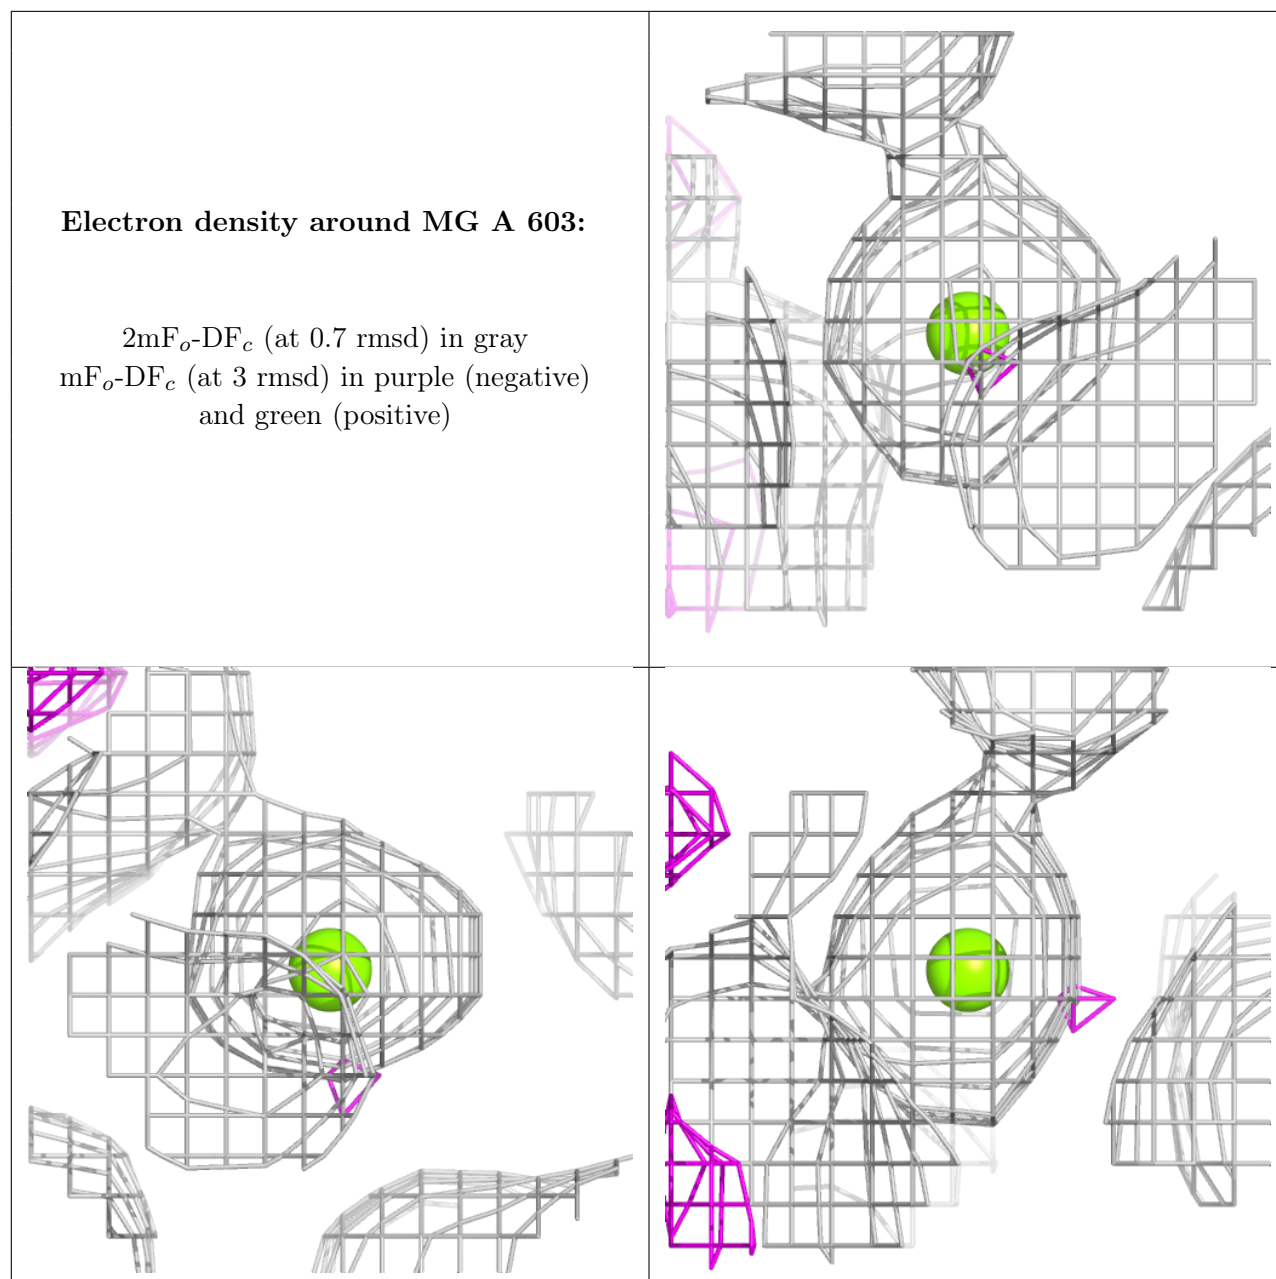 Electron density around MG A 603:
2mFo-DFc (at 0.7 rmsd) in gray
mFo-DFc (at 3 rmsd) in purple (negative)
and green (positive)